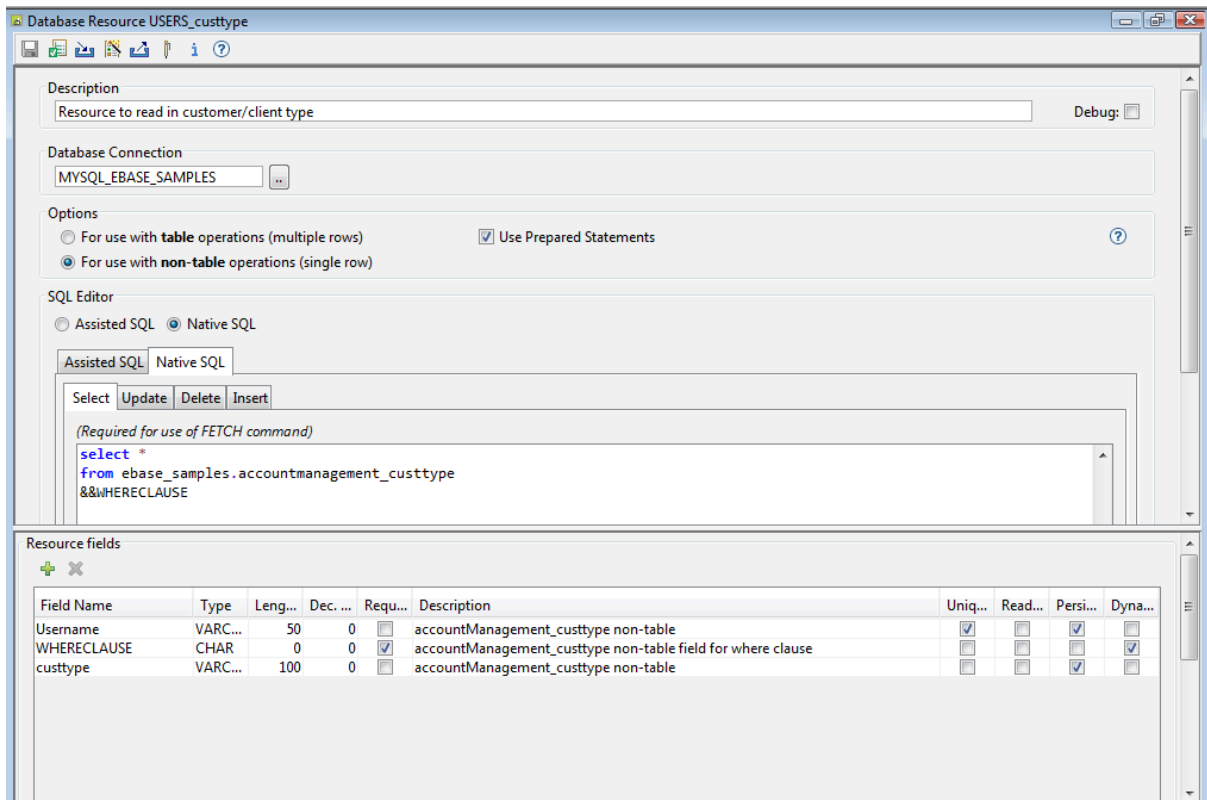 Database Resource USERS_custtype
Description
Resource to read in customer/client type
Debug:
Database Connection
MYSQL_EBASE_SAMPLES
..
Options
For use with table operations (multiple rows)
Use Prepared Statements
For use with non-table operations (single row)
SQL Editor
Assisted SQL Native SQL
Assisted SQL Native SQL
Select Update Delete Insert
(Required for use of FETCH command)
select *
from ebase_samples.accountmanagement_custtype
&&WHERECLAUSE
Resource fields
Field Name Type Leng... Dec. ... Requ... Description Uniq... Read... Persi... Dyna...
Username VARC... 50 0 accountManagement_custtype non-table
WHERECLAUSE CHAR 0 0 accountManagement_custtype non-table field for where clause
custtype VARC... 100 0 accountManagement_custtype non-table